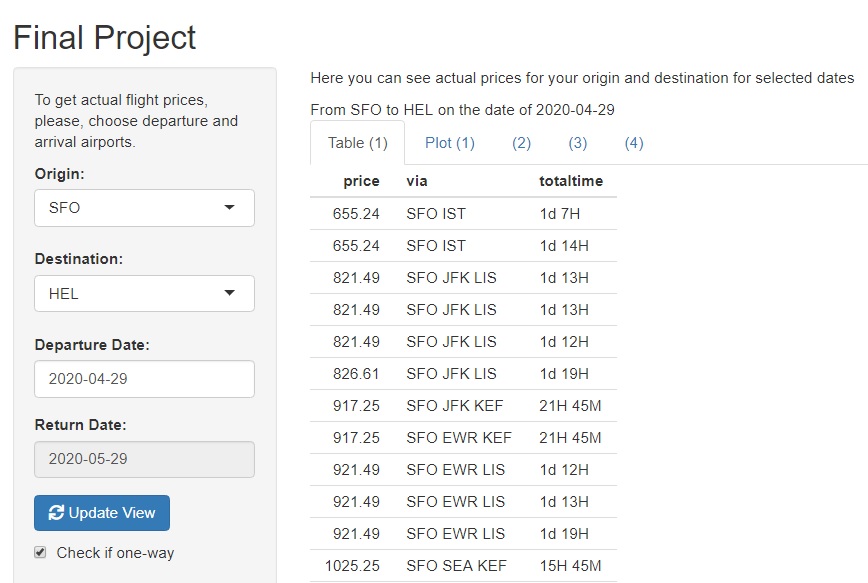 Final Project
To get actual flight prices,
please, choose departure and
arrival airports.
Origin:
SFO
Destination:
HEL
Departure Date:
2020-04-29
Return Date:
2020-05-29
Update View
Check if one-way
Here you can see actual prices for your origin and destination for selected dates
From SFO to HEL on the date of 2020-04-29
Table (1) Plot (1) (2) (3) (4)
price via totaltime
655.24 SFO IST 1d 7H
655.24 SFO IST 1d 14H
821.49 SFO JFK LIS 1d 13H
821.49 SFO JFK LIS 1d 13H
821.49 SFO JFK LIS 1d 12H
826.61 SFO JFK LIS 1d 19H
917.25 SFO JFK KEF 21H 45M
917.25 SFO EWR KEF 21H 45M
921.49 SFO EWR LIS 1d 12H
921.49 SFO EWR LIS 1d 13H
921.49 SFO EWR LIS 1d 19H
1025.25 SFO SEA KEF 15H 45M